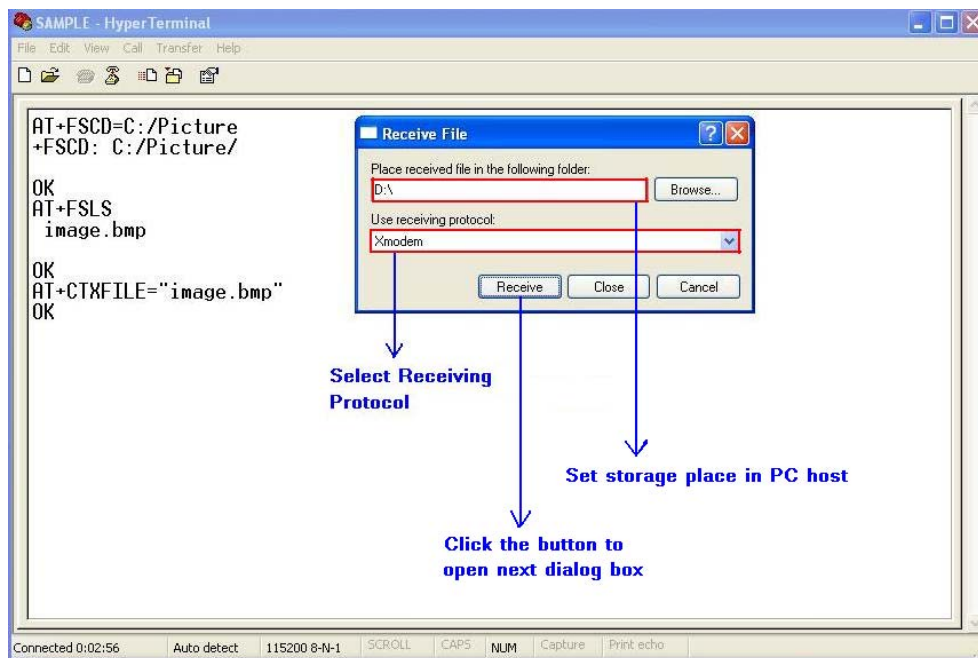 SAMPLE - HyperTerminal
File Edit View Call Transfer Help
AT+FSCD=C:/Picture
+FSCD: C:/Picture/
OK
AT+FSLS
image.bmp
OK
AT+CTXFILE="image.bmp"
OK
Receive File
Place received file in the following folder:
D:\
Browse...
Use receiving protocol:
Xmodem
Receive Close Cancel
Select Receiving
Protocol
Set storage place in PC host
Click the button to
open next dialog box
Connected 0:02:56 Auto detect 115200 8-N-1 SCROLL CAPS NUM Capture Print echo